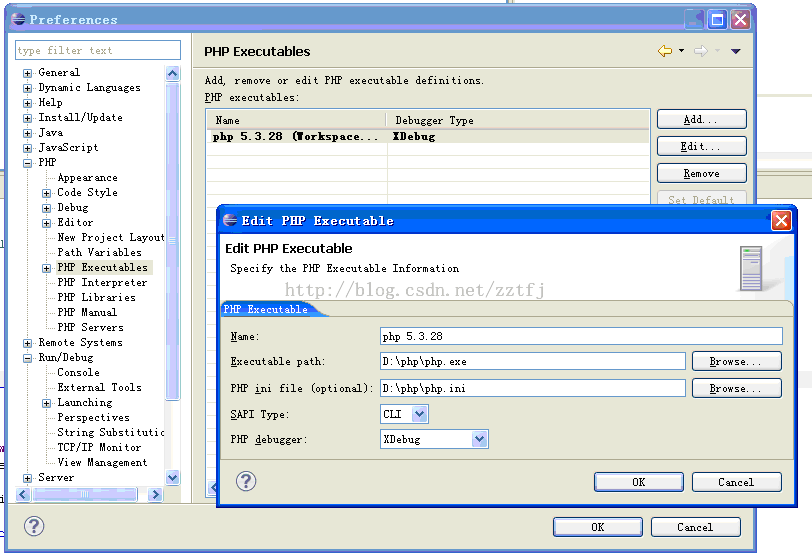 Preferences
type filter text
General
Dynamic Languages
Help
Install/Update
Java
JavaScript
PHP
Appearance
Code Style
Debug
Editor
New Project Layout
Path Variables
PHP Executables
PHP Interpreter
PHP Libraries
PHP Manual
PHP Servers
Remote Systems
Run/Debug
Console
External Tools
Launching
Perspectives
String Substitutio
TCP/IP Monitor
View Management
Server
PHP Executables
Add, remove or edit PHP executable definitions.
PHP executables:
Name Debugger Type
php 5.3.28 (Workspace... XDebug
Add...
Edit...
Remove
Set Default
Edit PHP Executable
Edit PHP Executable
Specify the PHP Executable Information
http://blog.csdn.net/zztfj
PHP Executable
Name: php 5.3.28
Executable path: D:\php\php.exe Browse...
PHP ini file (optional): D:\php\php.ini Browse...
SAPI Type: CLI
PHP debugger: XDebug
OK Cancel
OK Cancel